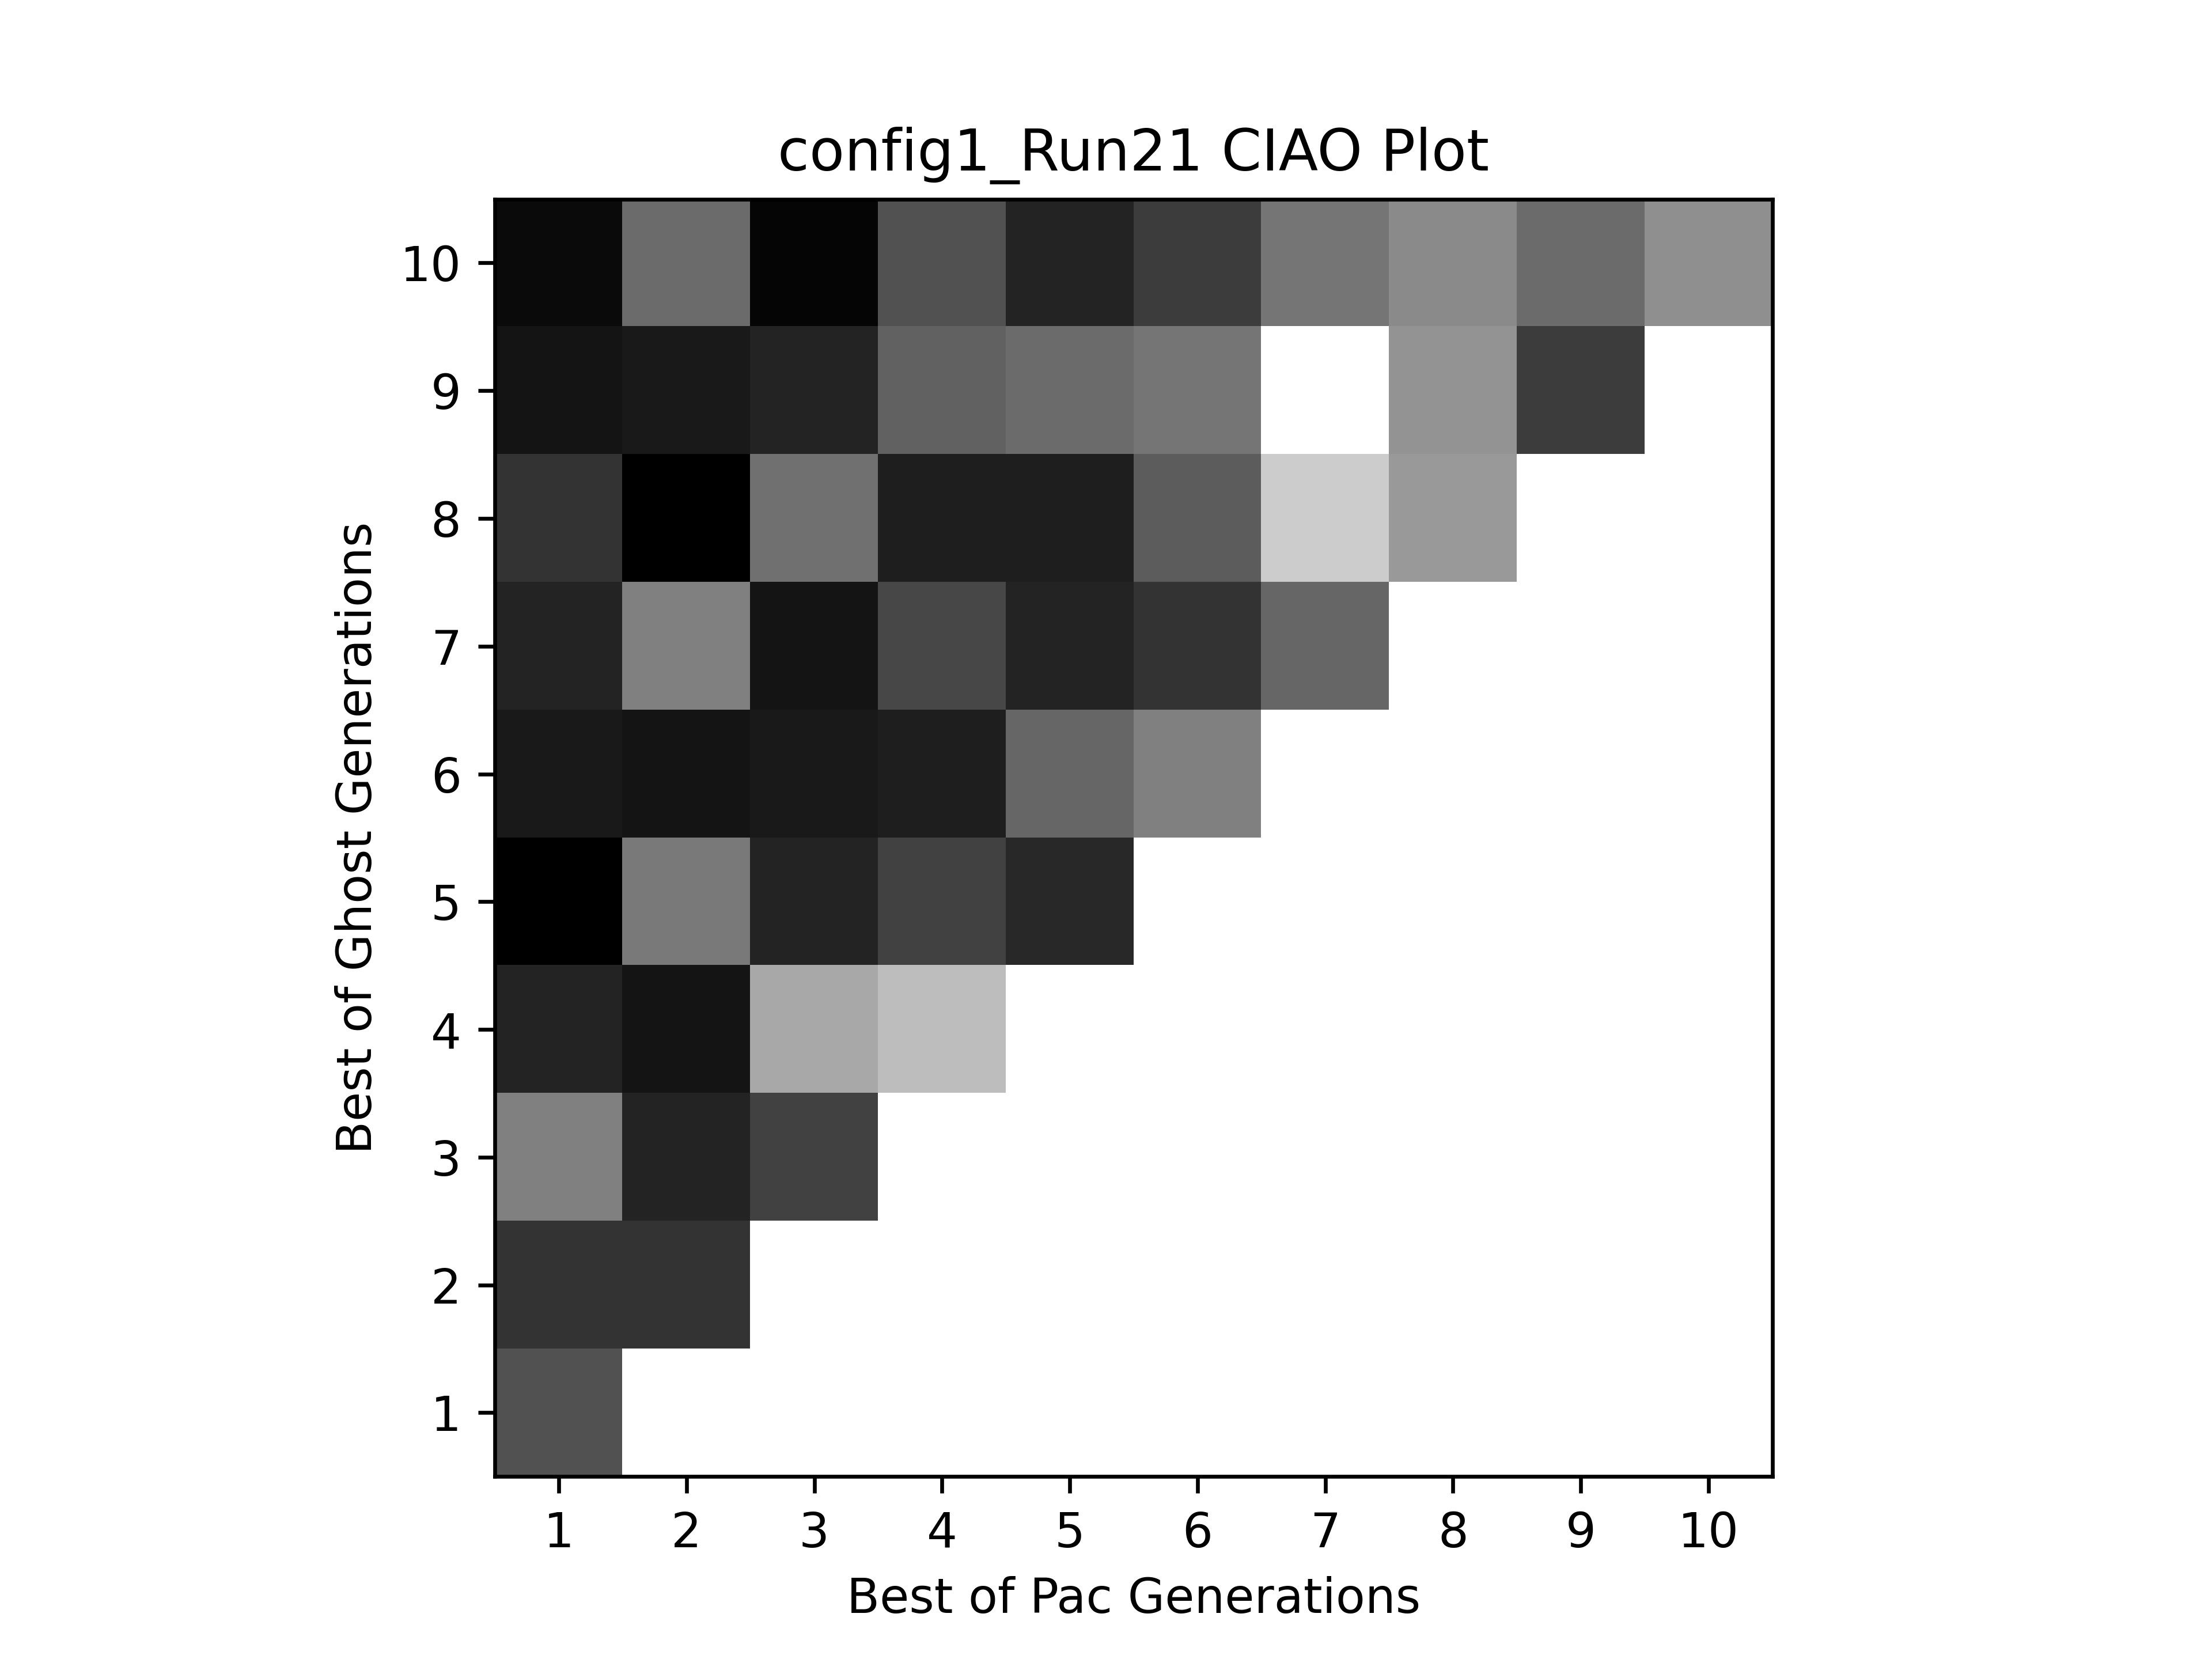 config1_Run21 CIAO Plot
Best of Ghost Generations
10
9
8
7
6
5
4
3
2
1
1 2 3 4 5 6 7 8 9 10
Best of Pac Generations